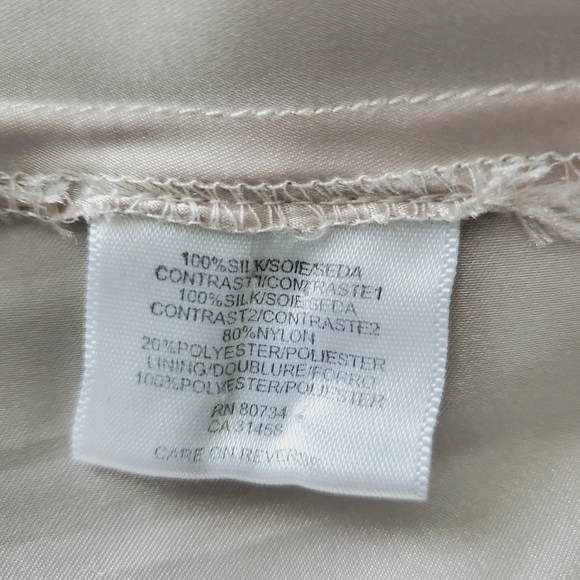 100%SILK/SOIE/SEDA
CONTRAST1/CONTRASTE1
100%SILK/SOIE/SEDA
CONTRAST2/CONTRASTE2
80%NYLON
20%POLYESTER/POLIESTER
LINING/DOUBLURE/FORRO
100%POLYESTER/POLIESTER
RN 80734
CA 31458
CARE ON REVERSE